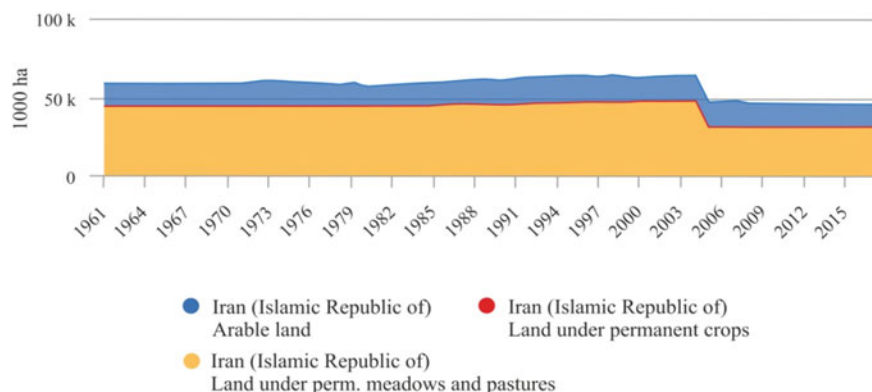 100 k
50 k
0
1000 ha
1961
1964
1967
1970
1973
1976
1979
1982
1985
1988
1991
1994
1997
2000
2003
2006
2009
2012
2015
Iran (Islamic Republic of)
Arable land
Iran (Islamic Republic of)
Land under permanent crops
Iran (Islamic Republic of)
Land under perm. meadows and pastures